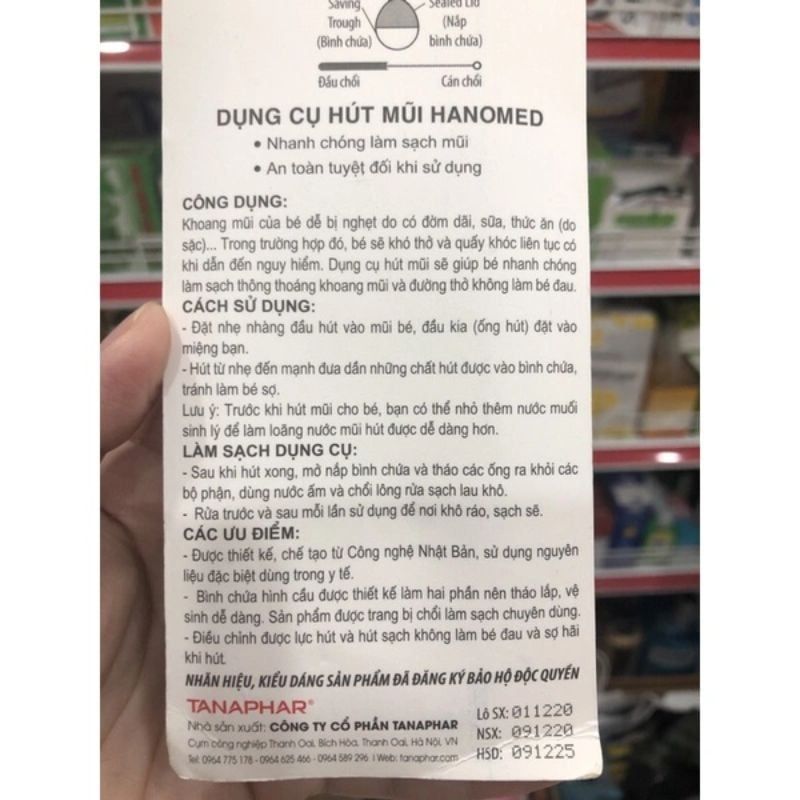 Saving
Trough
(Bình chứa)
Sealed Lid
(Nắp
bình chứa)
Đầu chổi
Cán chổi
DỤNG CỤ HÚT MŨI HANOMED
• Nhanh chóng làm sạch mũi
• An toàn tuyệt đối khi sử dụng
CÔNG DỤNG:
Khoang mũi của bé dễ bị nghẹt do có đờm dãi, sữa, thức ăn (do
sặc)... Trong trường hợp đó, bé sẽ khó thở và quấy khóc liên tục có
khi dẫn đến nguy hiểm. Dụng cụ hút mũi sẽ giúp bé nhanh chóng
làm sạch thông thoáng khoang mũi và đường thở không làm bé đau.
CÁCH SỬ DỤNG:
- Đặt nhẹ nhàng đầu hút vào mũi bé, đầu kia (ống hút) đặt vào
miệng bạn.
- Hút từ nhẹ đến mạnh đưa dần những chất hút được vào bình chứa,
tránh làm bé sợ.
Lưu ý: Trước khi hút mũi cho bé, bạn có thể nhỏ thêm nước muối
sinh lý để làm loãng nước mũi hút được dễ dàng hơn.
LÀM SẠCH DỤNG CỤ:
- Sau khi hút xong, mở nắp bình chứa và tháo các ống ra khỏi các
bộ phận, dùng nước ấm và chổi lông rửa sạch lau khô.
- Rửa trước và sau mỗi lần sử dụng để nơi khô ráo, sạch sẽ.
CÁC ƯU ĐIỂM:
- Được thiết kế, chế tạo từ Công nghệ Nhật Bản, sử dụng nguyên
liệu đặc biệt dùng trong y tế.
- Bình chứa hình cầu được thiết kế làm hai phần nên tháo lắp, vệ
sinh dễ dàng. Sản phẩm được trang bị chổi làm sạch chuyên dùng.
- Điều chỉnh được lực hút và hút sạch không làm bé đau và sợ hãi
khi hút.
NHÃN HIỆU, KIỂU DÁNG SẢN PHẨM ĐÃ ĐĂNG KÝ BẢO HỘ ĐỘC QUYỀN
TANAPHAR®
Nhà sản xuất: CÔNG TY CỔ PHẦN TANAPHAR
Cụm công nghiệp Thanh Oai, Bích Hòa, Thanh Oai, Hà Nội, VN
Tel: 0964 775 178 - 0964 625 466 - 0964 589 296 | Web: tanaphar.com
Lô SX: 011220
NSX: 091220
HSD: 091225